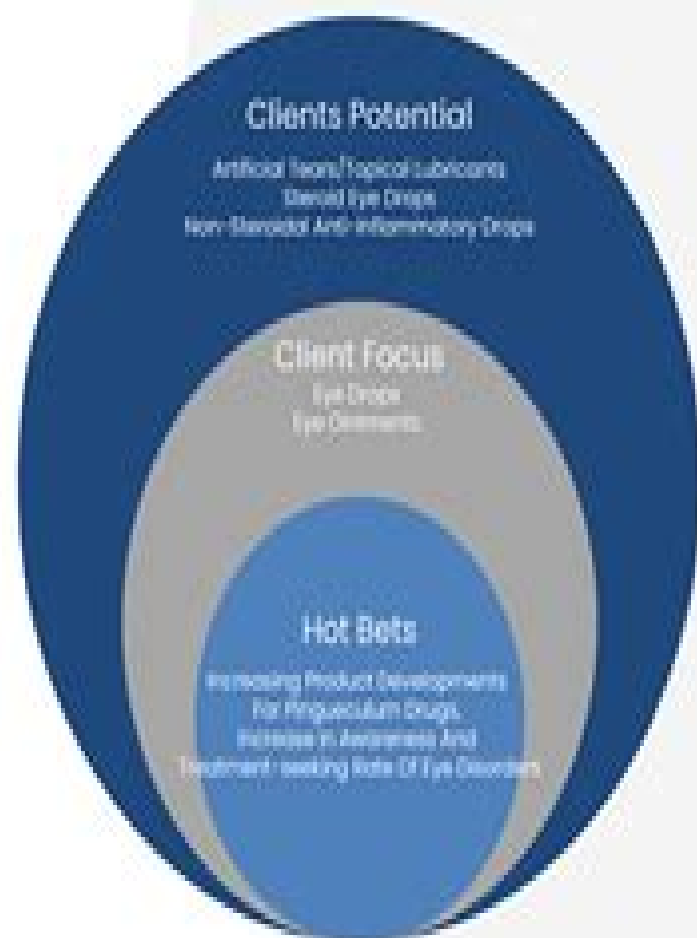 Clients Potential
Artificial Tears/Topical Lubricants
Steroid Eye Drops
Non-Steroidal Anti-Inflammatory Drops
Client Focus
Eye Drops
Eye Ointments
Hot Bets
Increasing Product Developments
For Pingueculum Drugs,
Increase In Awareness And
Treatment-seeking Rate Of Eye Disorders